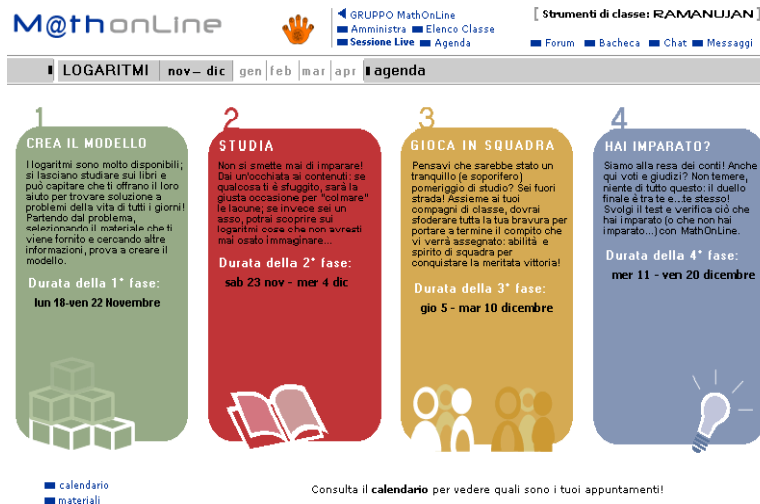 M@thonLine
GRUPPO MathOnLine
Amministra Elenco Classe
Sessione Live Agenda
[ Strumenti di classe: RAMANUJAN ]
Forum Bacheca Chat Messaggi
LOGARITMI nov– dic gen feb mar apr agenda
1
CREA IL MODELLO
I logaritmi sono molto disponibili;
si lasciano studiare sui libri e
può capitare che ti offrano il loro
aiuto per trovare soluzione a
problemi della vita di tutti i giorni!
Partendo dal problema,
selezionando il materiale che ti
viene fornito e cercando altre
informazioni, prova a creare il
modello.
Durata della 1° fase:
lun 18-ven 22 Novembre
2
STUDIA
Non si smette mai di imparare!
Dai un'occhiata ai contenuti: se
qualcosa ti è sfuggito, sarà la
giusta occasione per "colmare"
le lacune; se invece sei un
asso, potrai scoprire sui
logaritmi cose che non avresti
mai osato immaginare...
Durata della 2° fase:
sab 23 nov - mer 4 dic
3
GIOCA IN SQUADRA
Pensavi che sarebbe stato un
tranquillo (e soporifero)
pomeriggio di studio? Sei fuori
strada! Assieme ai tuoi
compagni di classe, dovrai
sfoderare tutta la tua bravura per
portare a termine il compito che
vi verrà assegnato: abilità e
spirito di squadra per
conquistare la meritata vittoria!
Durata della 3° fase:
gio 5 - mar 10 dicembre
4
HAI IMPARATO?
Siamo alla resa dei conti! Anche
qui voti e giudizi? Non temere,
niente di tutto questo: il duello
finale è tra te e...te stesso!
Svolgi il test e verifica ciò che
hai imparato (o che non hai
imparato...) con MathOnLine.
Durata della 4° fase:
mer 11 - ven 20 dicembre
calendario
materiali
Consulta il calendario per vedere quali sono i tuoi appuntamenti!